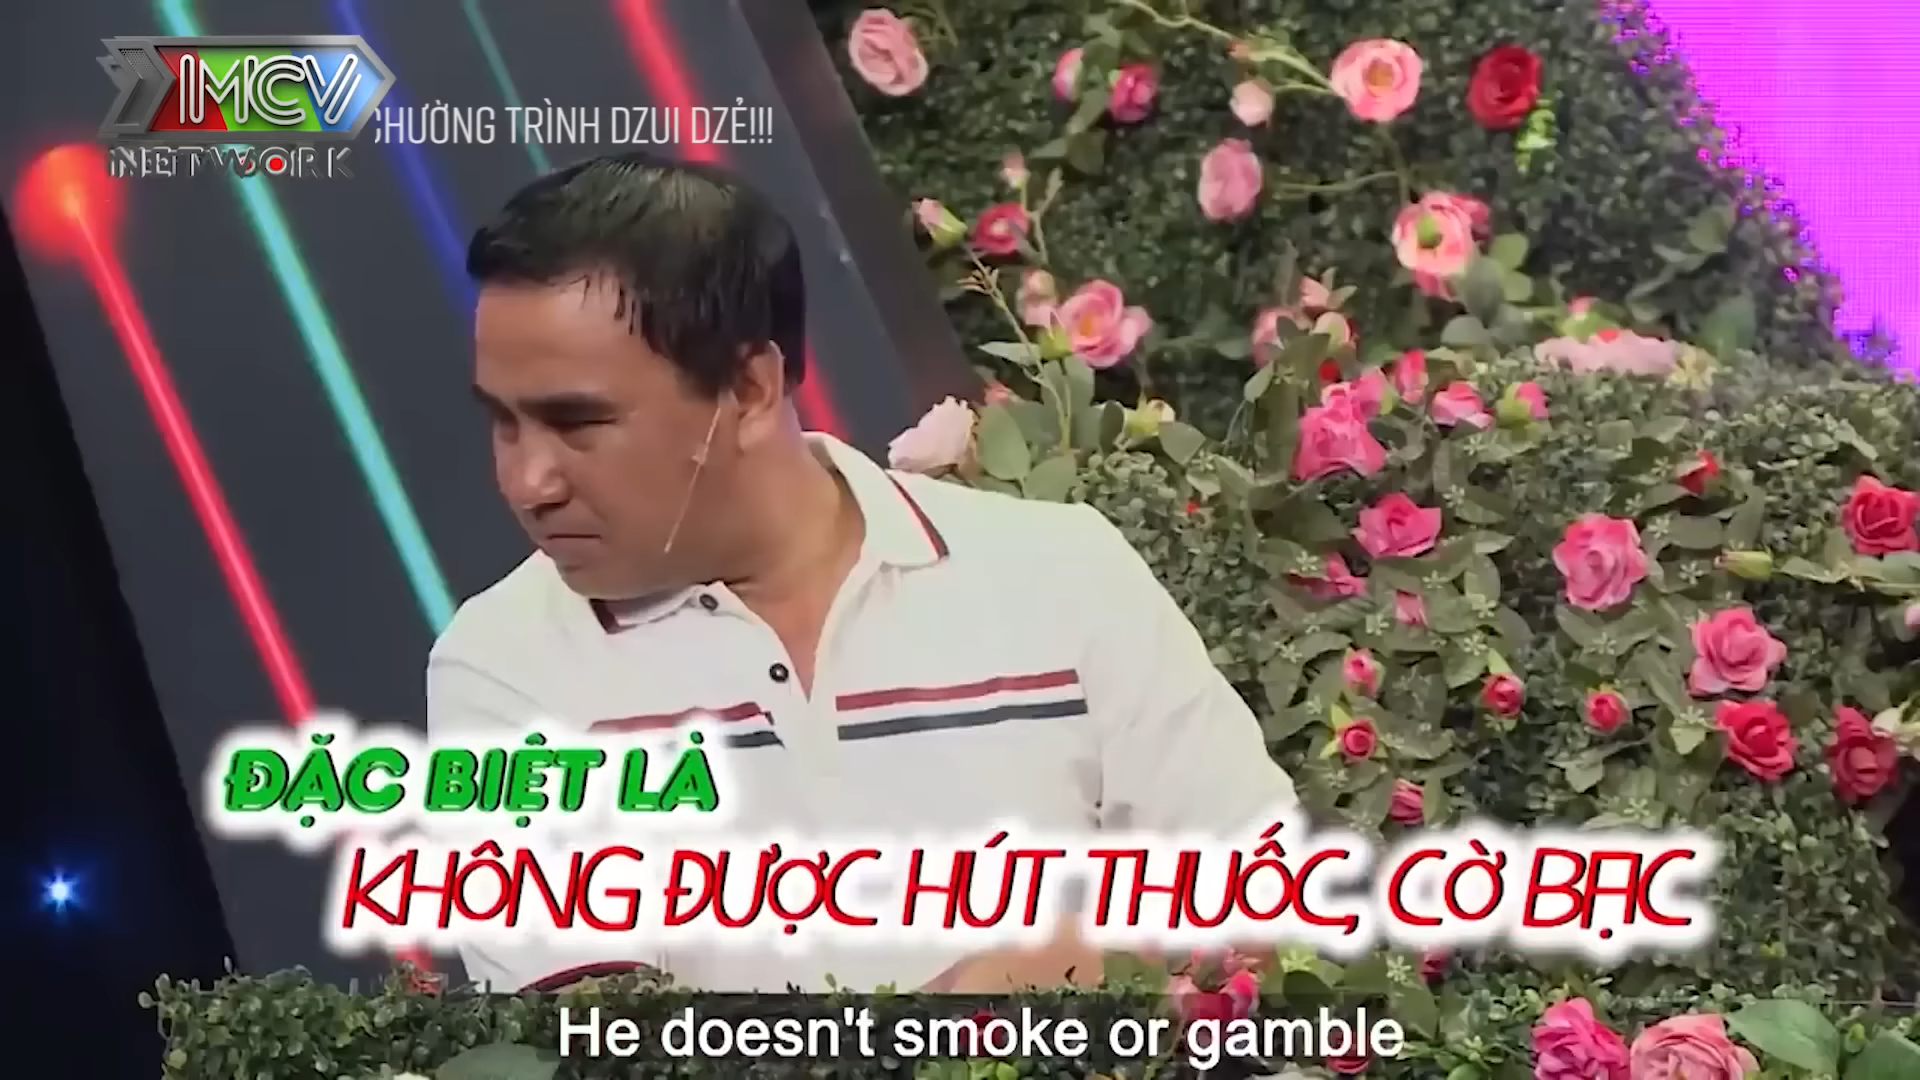 MCV
NETWORK
CHƯỜNG TRÌNH DZUI DZẺ!!!
ĐẶC BIỆT LÀ
KHÔNG ĐƯỢC HÚT THUỐC, CỜ BẠC
He doesn't smoke or gamble